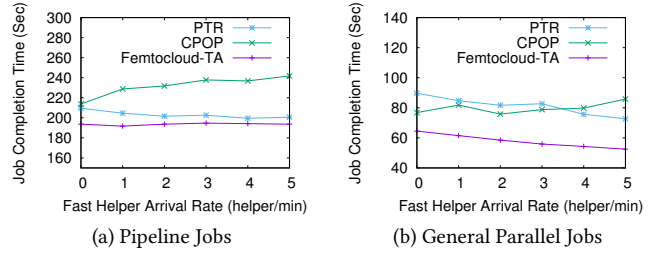 300
280
260
240
220
200
180
160
Job Completion Time (Sec)
PTR
CPOP
Femtocloud-TA
0 1 2 3 4 5
Fast Helper Arrival Rate (helper/min)
(a) Pipeline Jobs
140
120
100
80
60
40
Job Completion Time (Sec)
PTR
CPOP
Femtocloud-TA
0 1 2 3 4 5
Fast Helper Arrival Rate (helper/min)
(b) General Parallel Jobs